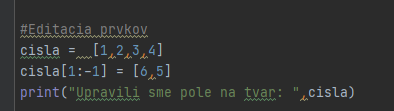 #Editacia prvkov
cisla =  [1,2,3,4]
cisla[1:-1] = [6,5]
print("Upravili sme pole na tvar: ",cisla)